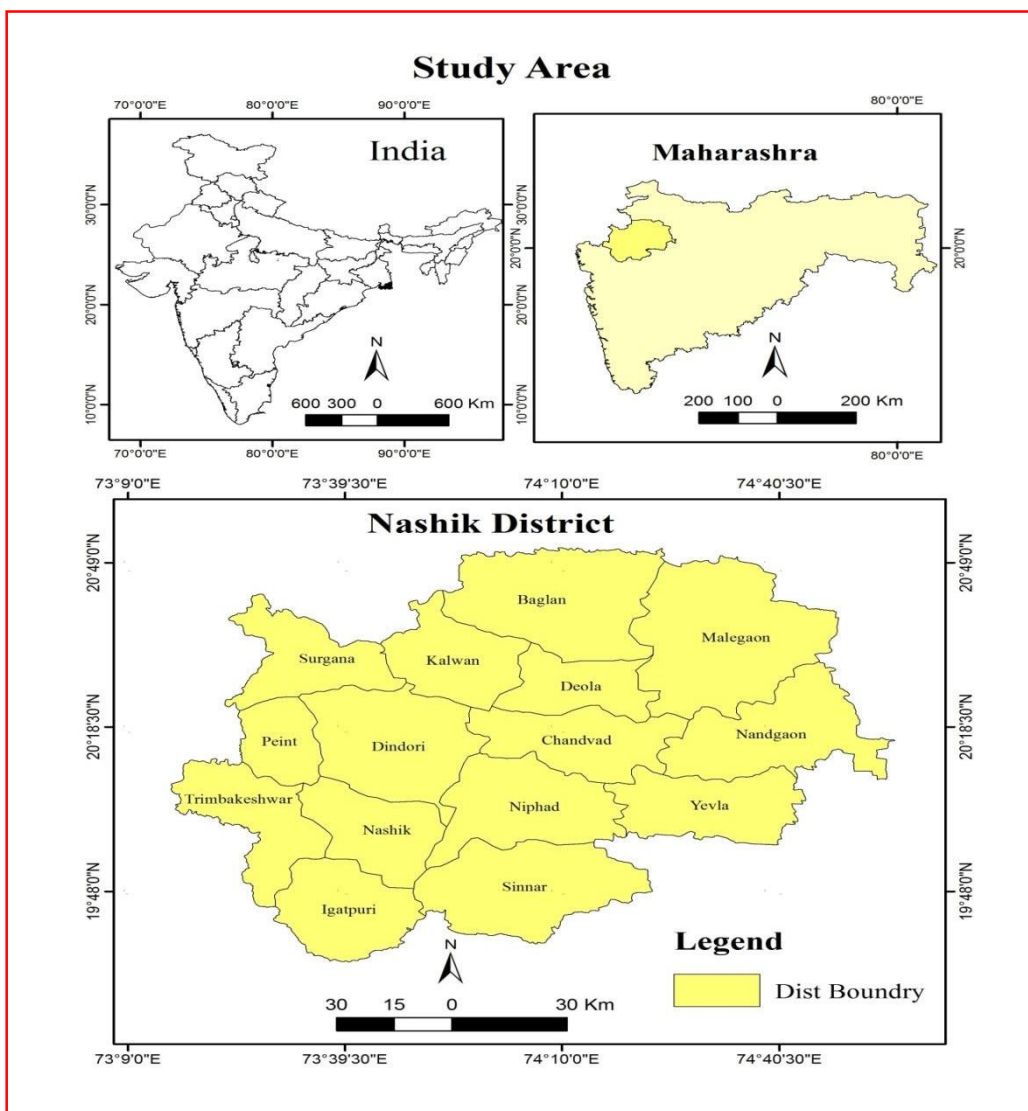 Study Area
70°0'0"E 80°0'0"E 90°0'0"E
India
30°0'0"N
20°0'0"N
10°0'0"N
30°0'0"N
20°0'0"N
10°0'0"N
N
600 300 0 600 Km
70°0'0"E 80°0'0"E 90°0'0"E
80°0'0"E
Maharashra
20°0'0"N
20°0'0"N
N
200 100 0 200 Km
80°0'0"E
73°9'0"E 73°39'30"E 74°10'0"E 74°40'30"E
Nashik District
20°49'0"N
20°18'30"N
19°48'0"N
20°49'0"N
20°18'30"N
19°48'0"N
Baglan
Malegaon
Surgana
Kalwan
Deola
Peint
Dindori
Chandvad
Nandgaon
Trimbakeshwar
Niphad
Yevla
Nashik
Sinnar
Igatpuri
N
30 15 0 30 Km
Legend
Dist Boundry
73°9'0"E 73°39'30"E 74°10'0"E 74°40'30"E